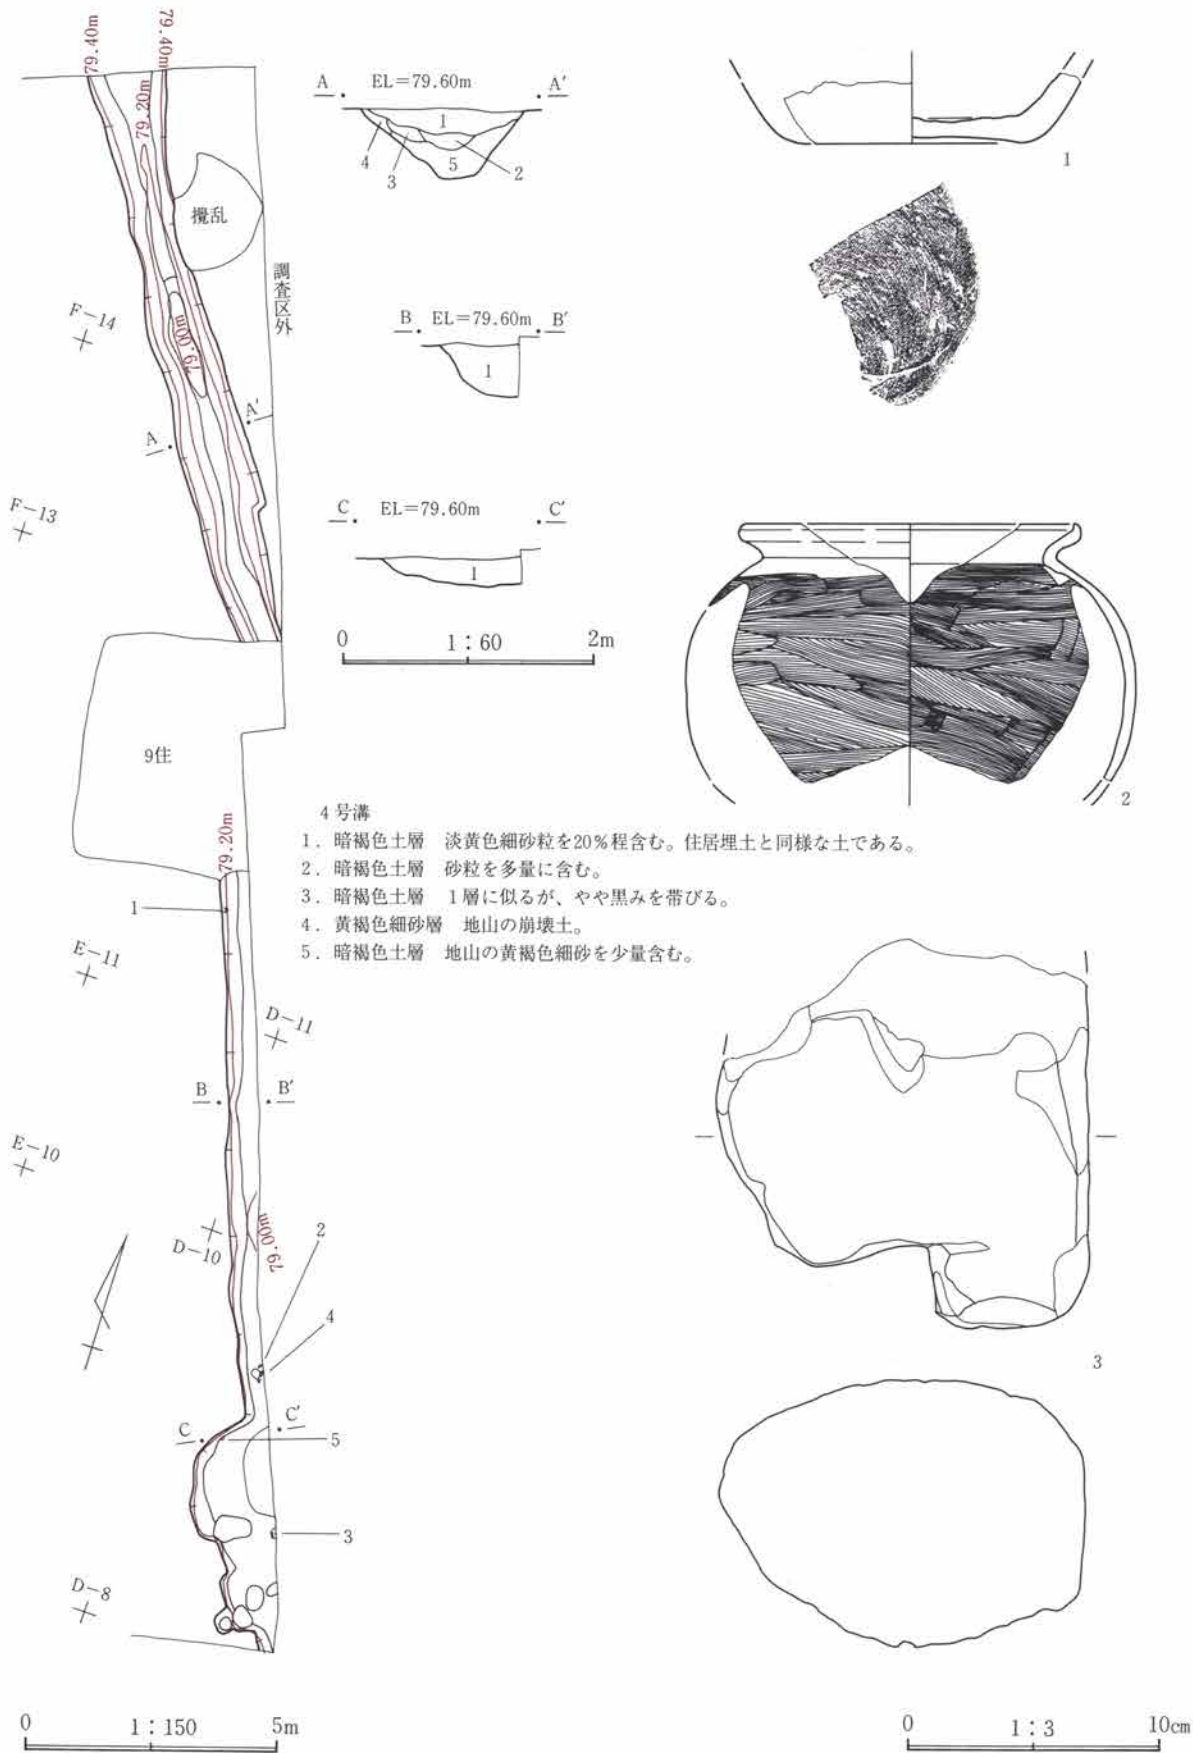 79.40m
79.40m
79.20m
攪乱
調査区外
F-14
79.00m
A
A′
F-13
9住
79.20m
1
E-11
D-11
B
B′
E-10
D-10
79.00m
2
4
C
C′
5
3
D-8
0 1:150 5m
A EL=79.60m A′
1
4
3
5
2
B EL=79.60m B′
1
C EL=79.60m C′
1
0 1:60 2m
4号溝
1. 暗褐色土層 淡黄色細砂粒を20%程含む。住居埋土と同様な土である。
2. 暗褐色土層 砂粒を多量に含む。
3. 暗褐色土層 1層に似るが、やや黒みを帯びる。
4. 黄褐色細砂層 地山の崩壊土。
5. 暗褐色土層 地山の黄褐色細砂を少量含む。
1
2
3
0 1:3 10cm